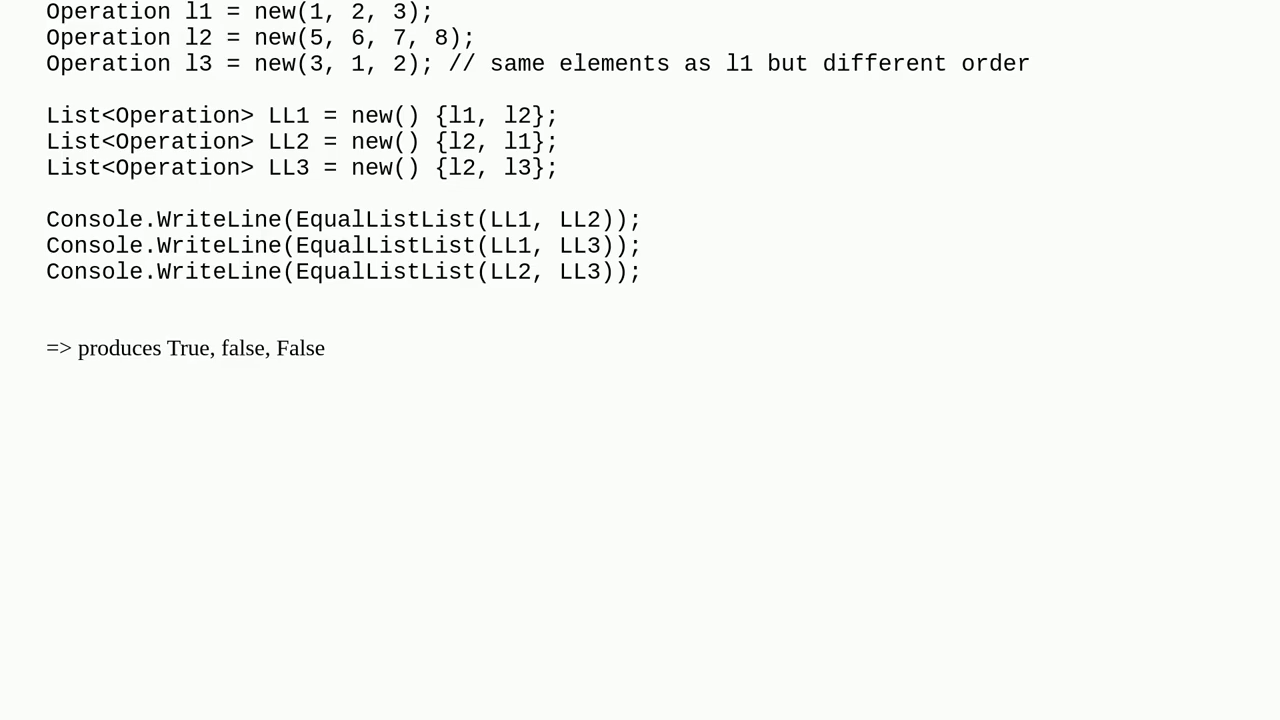 Operation l1 = new(1, 2, 3);
Operation l2 = new(5, 6, 7, 8);
Operation l3 = new(3, 1, 2); // same elements as l1 but different order
List<Operation> LL1 = new() {l1, l2};
List<Operation> LL2 = new() {l2, l1};
List<Operation> LL3 = new() {l2, l3};
Console.WriteLine(EqualListList(LL1, LL2));
Console.WriteLine(EqualListList(LL1, LL3));
Console.WriteLine(EqualListList(LL2, LL3));
=> produces True, false, False